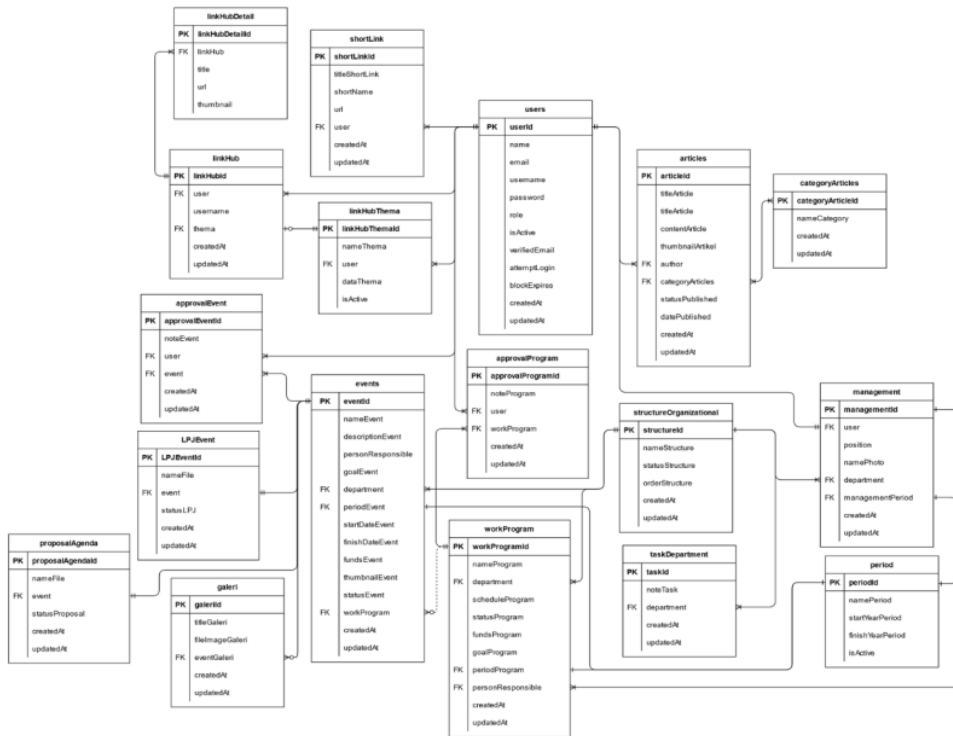 linkHubDetail
PK linkHubDetailId
FK linkHub
title
url
thumbnail
shortLink
PK shortLinkId
titleShortLink
shortName
url
FK user
createdAt
updatedAt
users
PK userId
name
email
username
password
role
isActive
verifiedEmail
attemptLogin
blockExpires
createdAt
updatedAt
articles
PK articleId
titleArticle
titleArticle
contentArticle
thumbnailArtikel
FK author
FK categoryArticles
statusPublished
datePublished
createdAt
updatedAt
categoryArticles
PK categoryArticleId
nameCategory
createdAt
updatedAt
linkHub
PK linkHubId
FK user
username
FK thema
createdAt
updatedAt
linkHubThema
PK linkHubThemaId
nameThema
FK user
dataThema
isActive
approvalEvent
PK approvalEventId
noteEvent
FK user
FK event
createdAt
updatedAt
events
PK eventId
nameEvent
descriptionEvent
personResponsible
goalEvent
FK department
FK periodEvent
startDateEvent
finishDateEvent
fundsEvent
thumbnailEvent
statusEvent
FK workProgram
createdAt
updatedAt
approvalProgram
PK approvalProgramId
noteProgram
FK user
FK workProgram
createdAt
updatedAt
structureOrganizational
PK structureId
nameStructure
statusStructure
orderStructure
createdAt
updatedAt
management
PK managementId
FK user
position
namePhoto
FK department
FK managementPeriod
createdAt
updatedAt
LPJEvent
PK LPJEventId
nameFile
FK event
statusLPJ
createdAt
updatedAt
proposalAgenda
PK proposalAgendaId
nameFile
FK event
statusProposal
createdAt
updatedAt
galeri
PK galeriId
titleGaleri
fileImageGaleri
FK eventGaleri
createdAt
updatedAt
workProgram
PK workProgramId
nameProgram
FK department
scheduleProgram
statusProgram
fundsProgram
goalProgram
FK periodProgram
FK personResponsible
createdAt
updatedAt
taskDepartment
PK taskId
noteTask
FK department
createdAt
updatedAt
period
PK periodId
namePeriod
startYearPeriod
finishYearPeriod
isActive